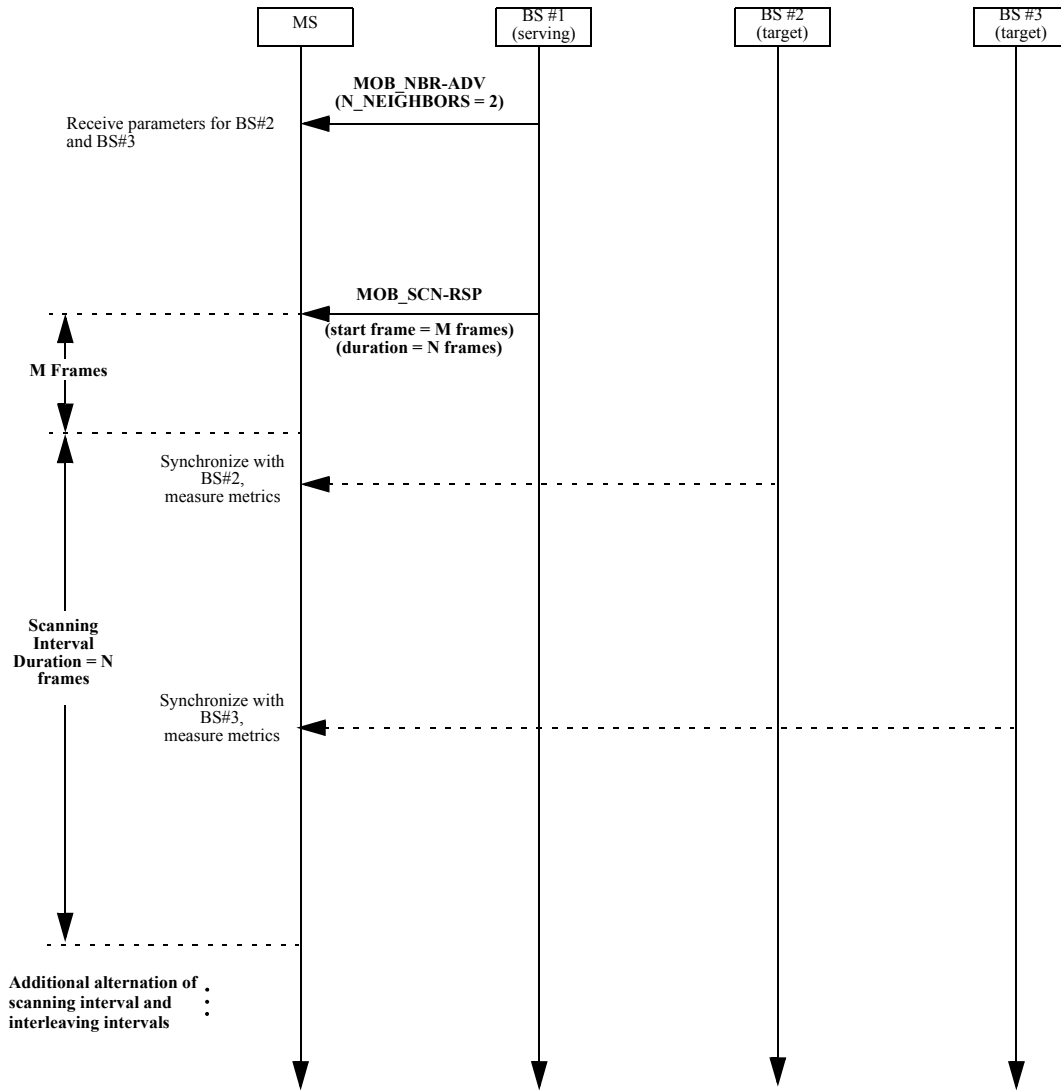 MS
BS #1
(serving)
BS #2
(target)
BS #3
(target)
MOB_NBR-ADV
(N_NEIGHBORS = 2)
Receive parameters for BS#2
and BS#3
MOB_SCN-RSP
(start frame = M frames)
(duration = N frames)
M Frames
Synchronize with
BS#2,
measure metrics
Scanning
Interval
Duration = N
frames
Synchronize with
BS#3,
measure metrics
Additional alternation of
scanning interval and
interleaving intervals